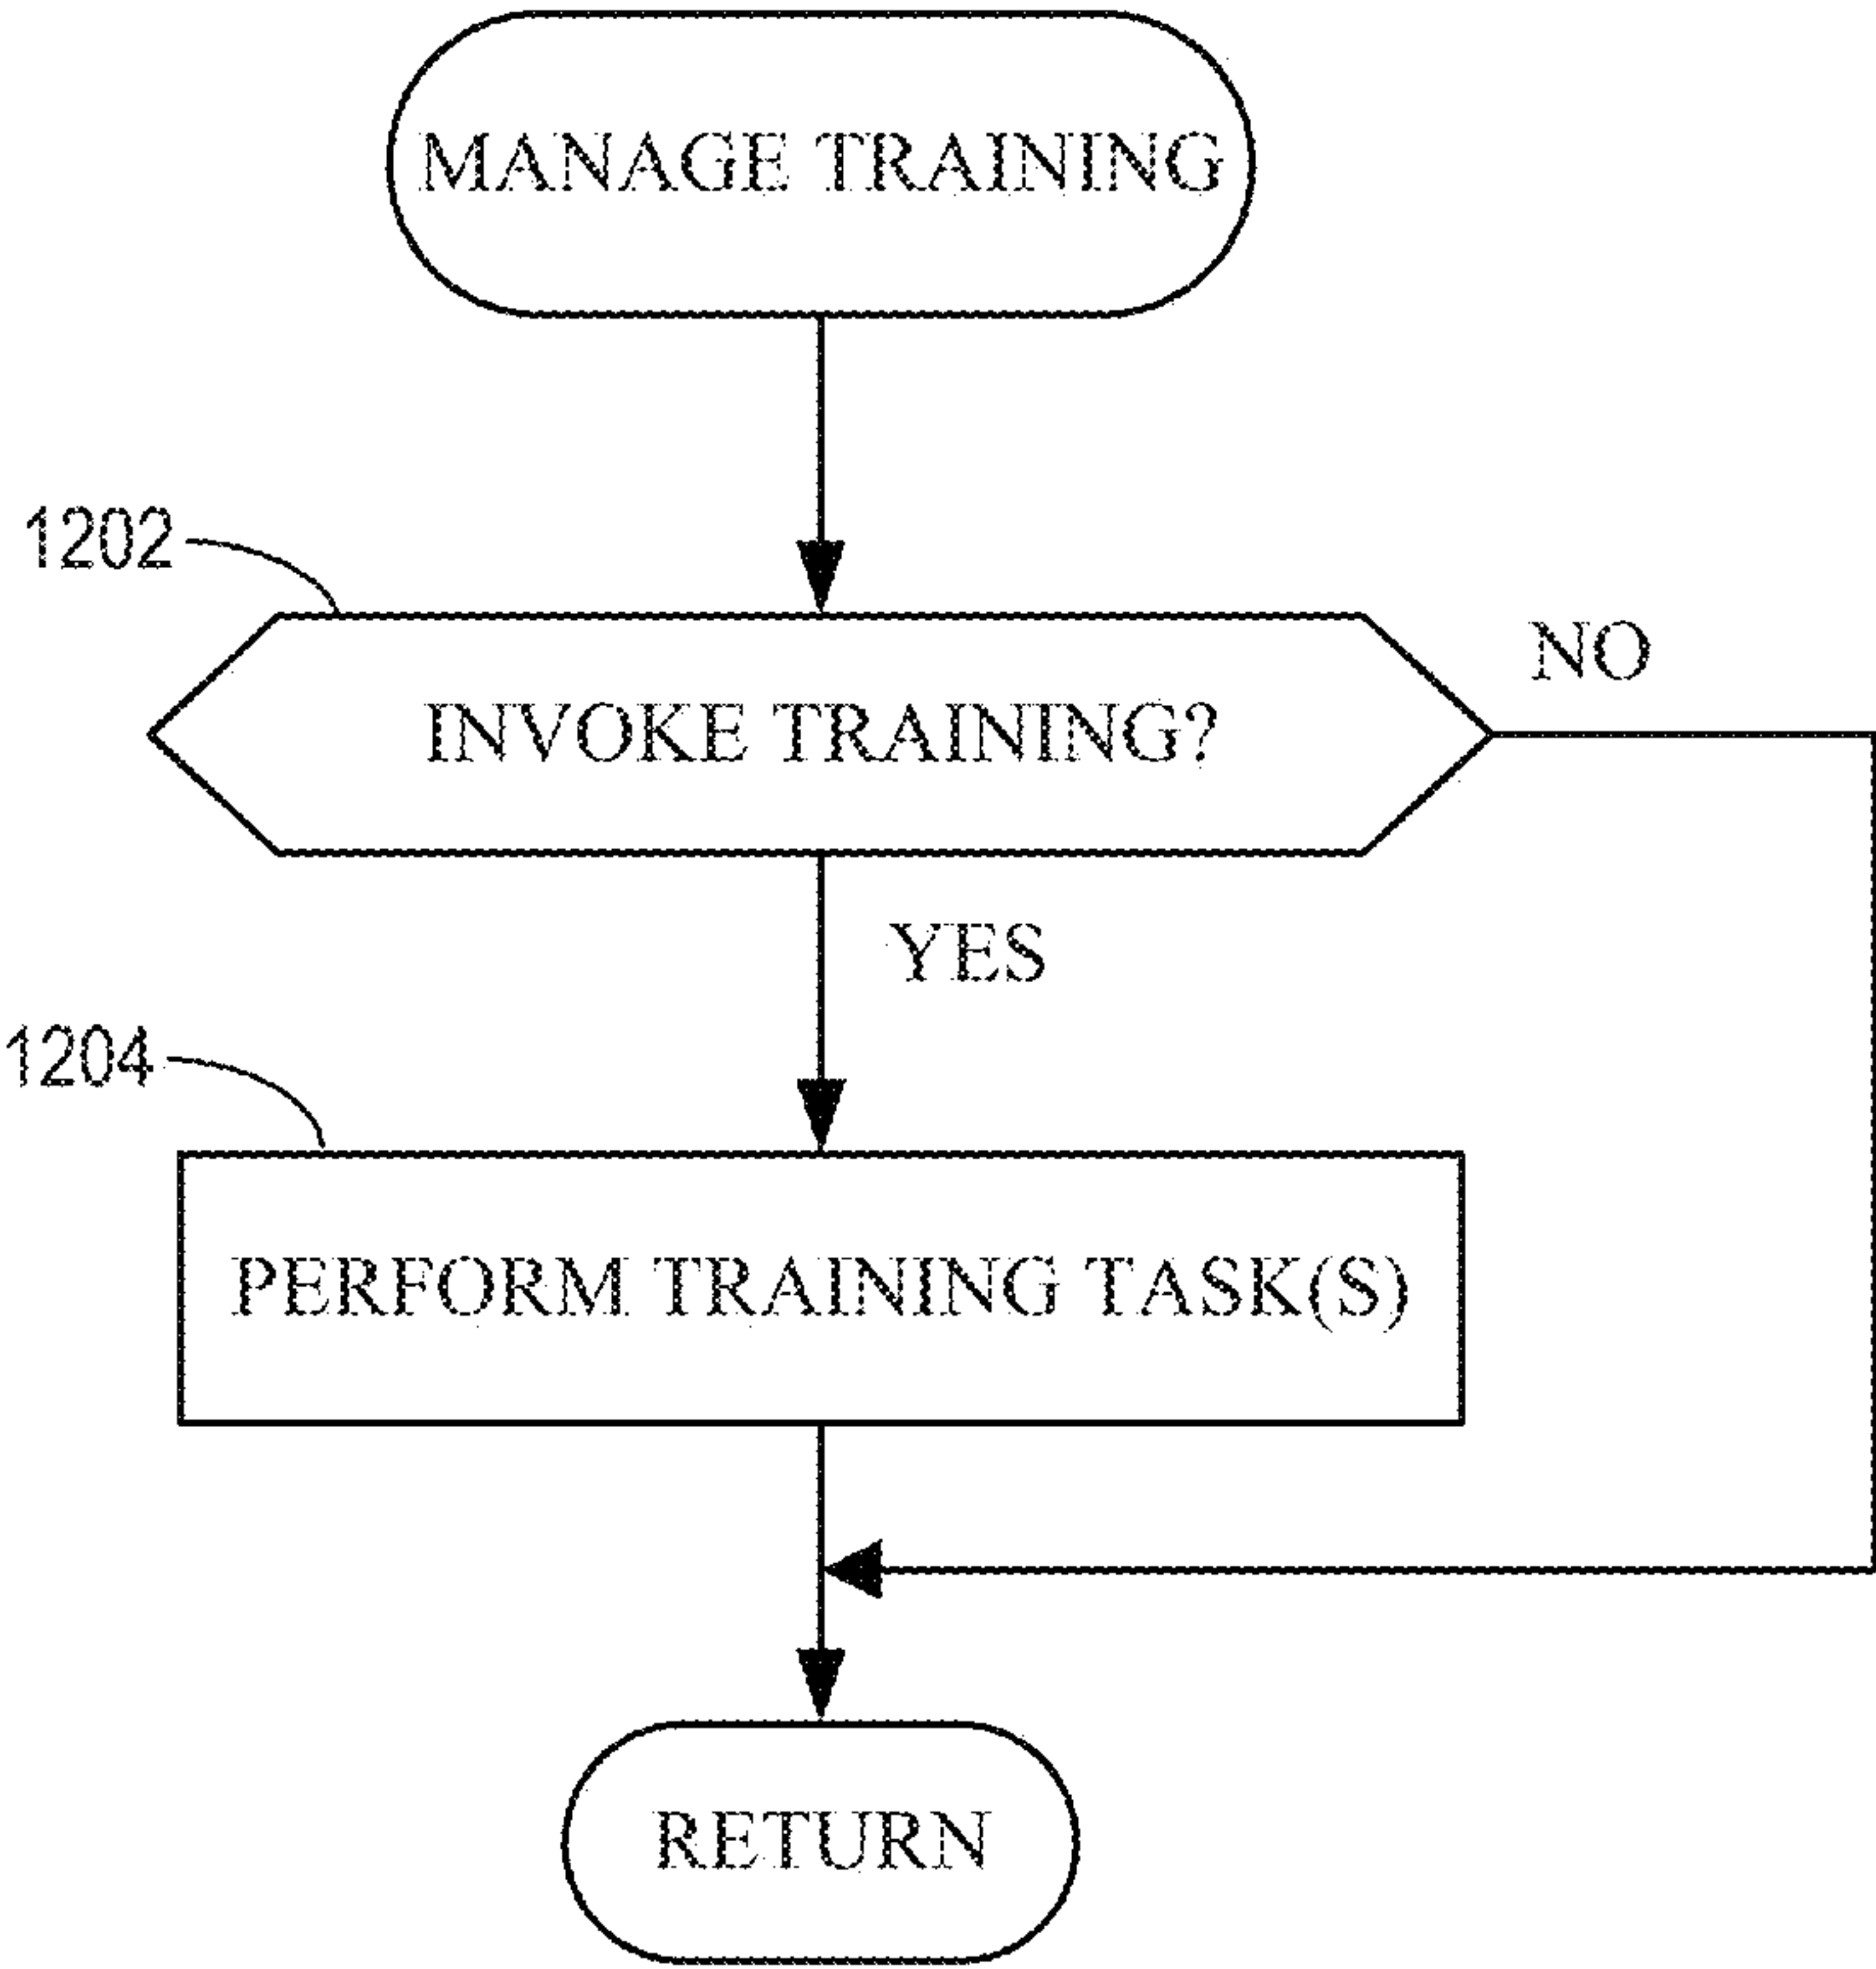 MANAGE TRAINING
1202
INVOKE TRAINING?
NO
YES
1204
PERFORM TRAINING TASK(S)
RETURN